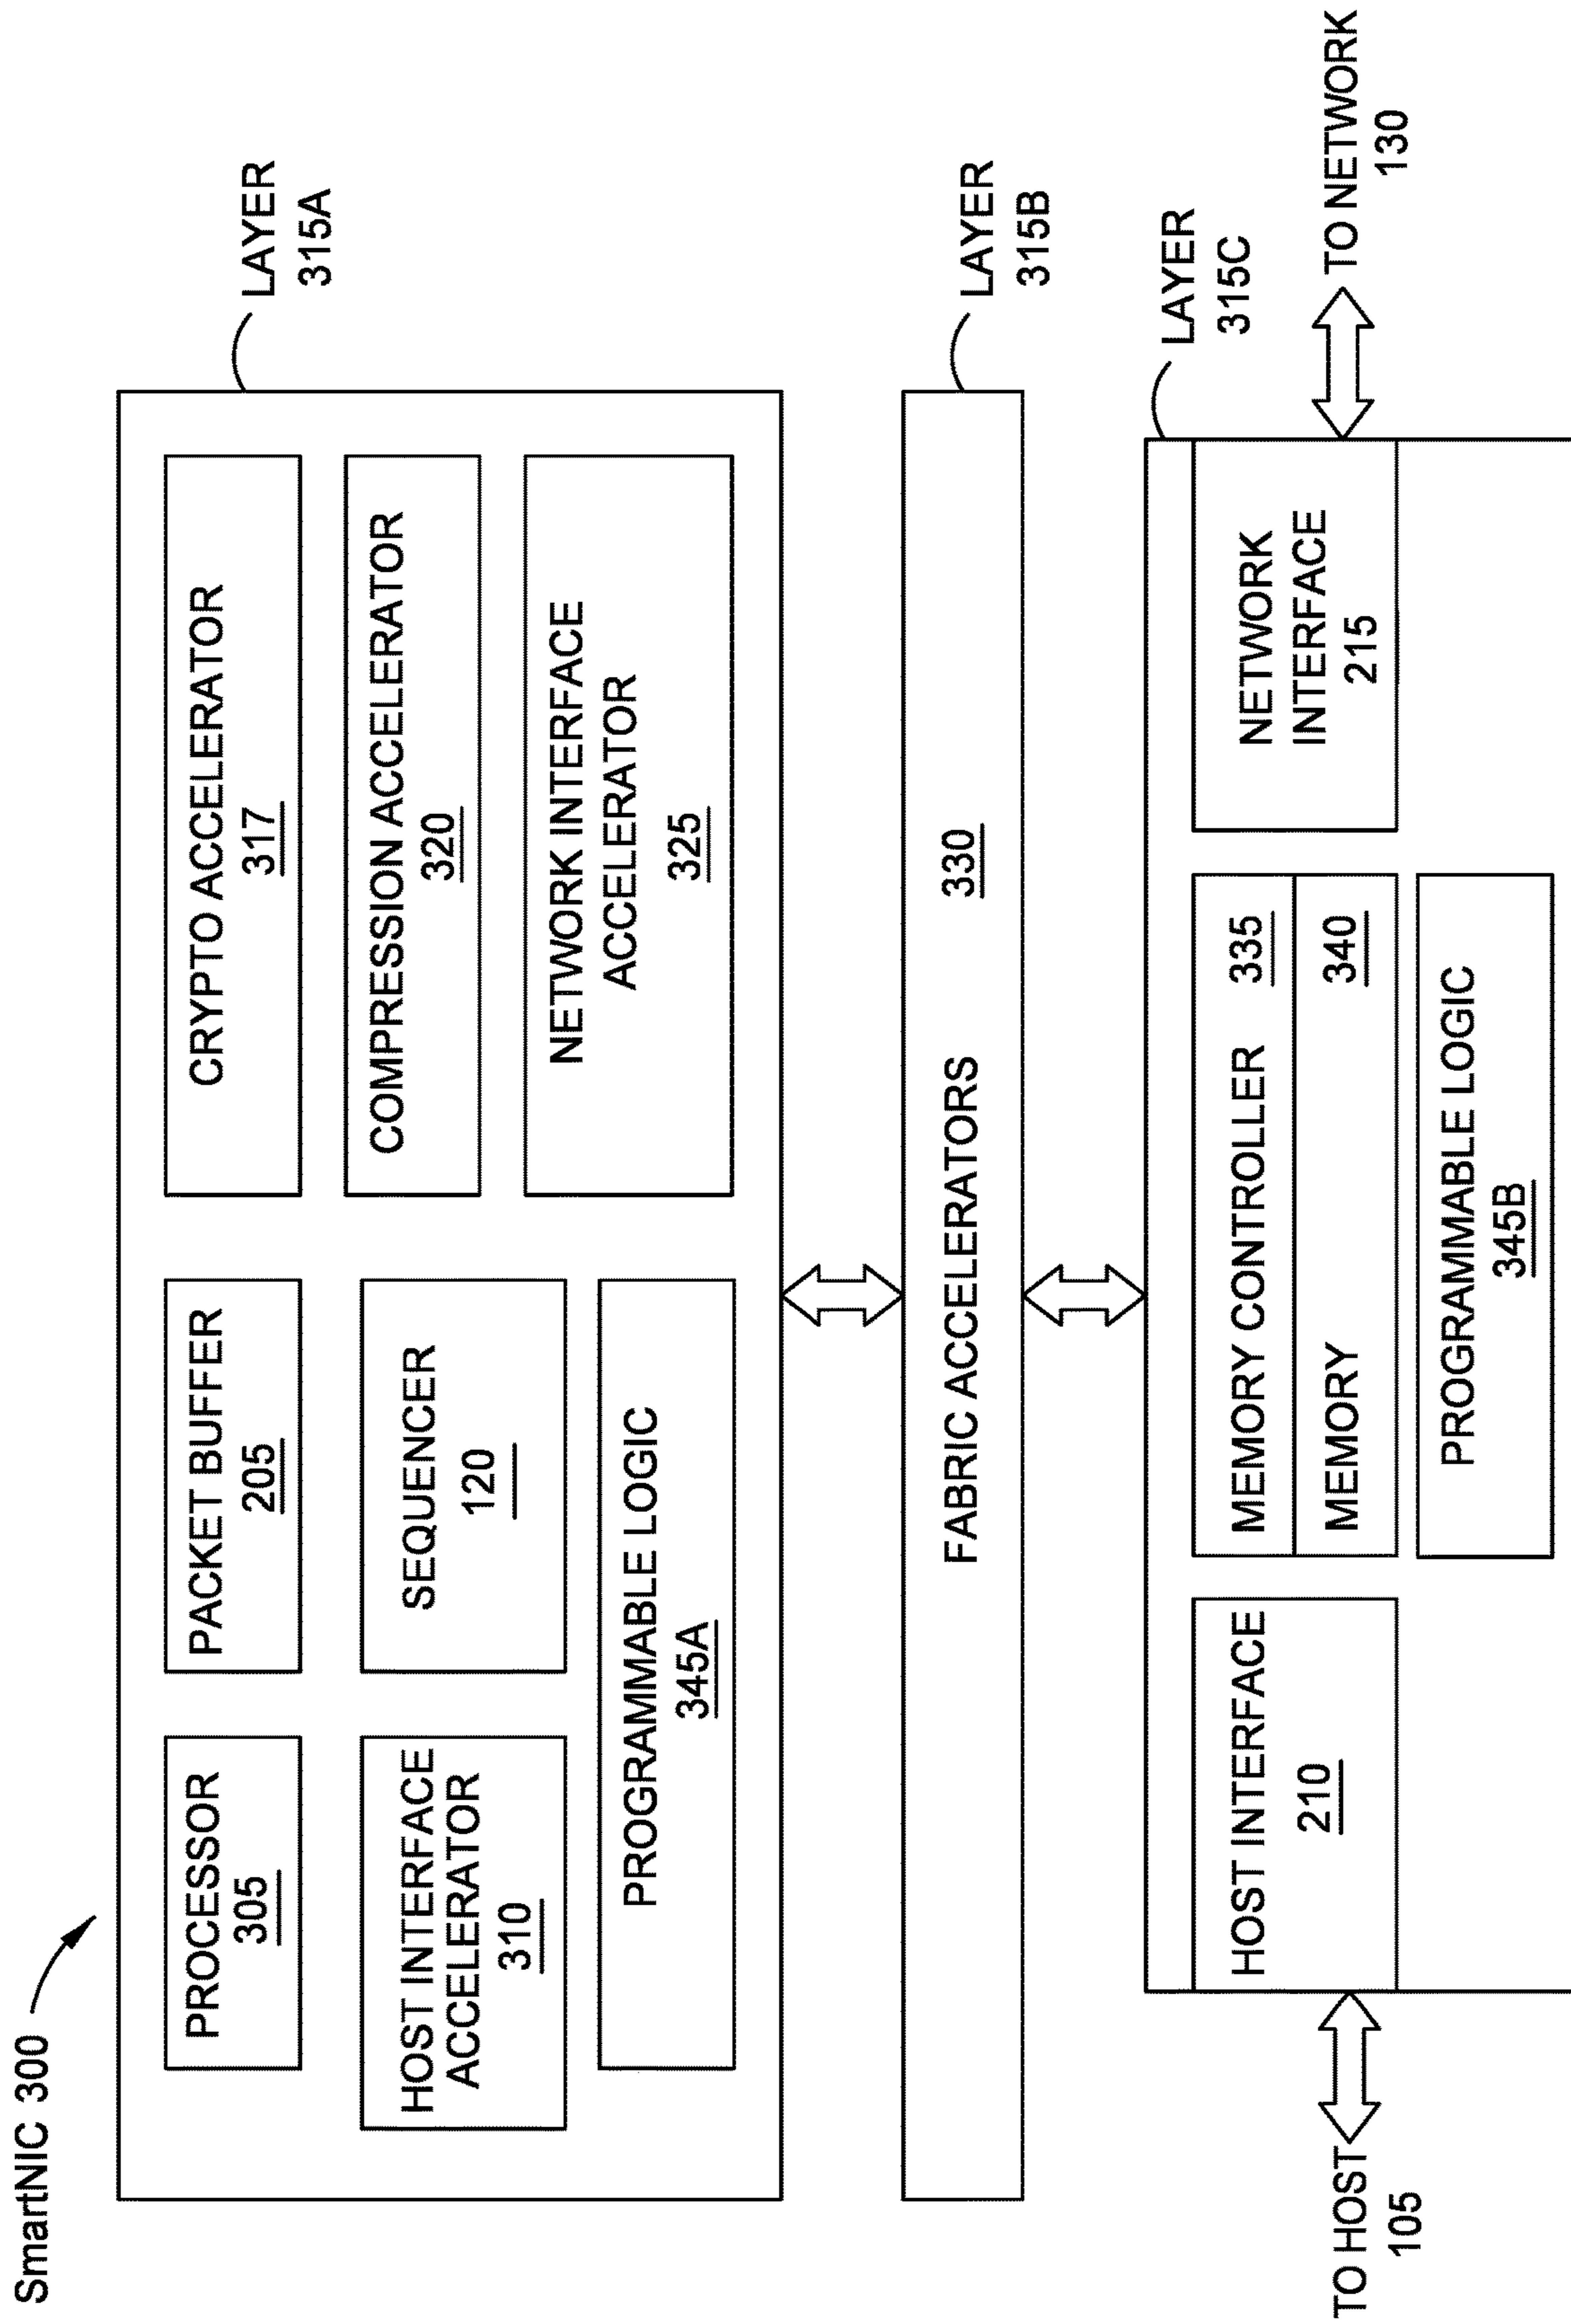 SmartNIC 300
PROCESSOR
305
PACKET BUFFER
205
CRYPTO ACCELERATOR
317
LAYER
315A
HOST INTERFACE
ACCELERATOR
310
SEQUENCER
120
COMPRESSION ACCELERATOR
320
PROGRAMMABLE LOGIC
345A
NETWORK INTERFACE
ACCELERATOR
325
FABRIC ACCELERATORS
330
LAYER
315B
LAYER
315C
HOST INTERFACE
210
MEMORY CONTROLLER
335
MEMORY
340
NETWORK
INTERFACE
215
PROGRAMMABLE LOGIC
345B
TO HOST
105
TO NETWORK
130